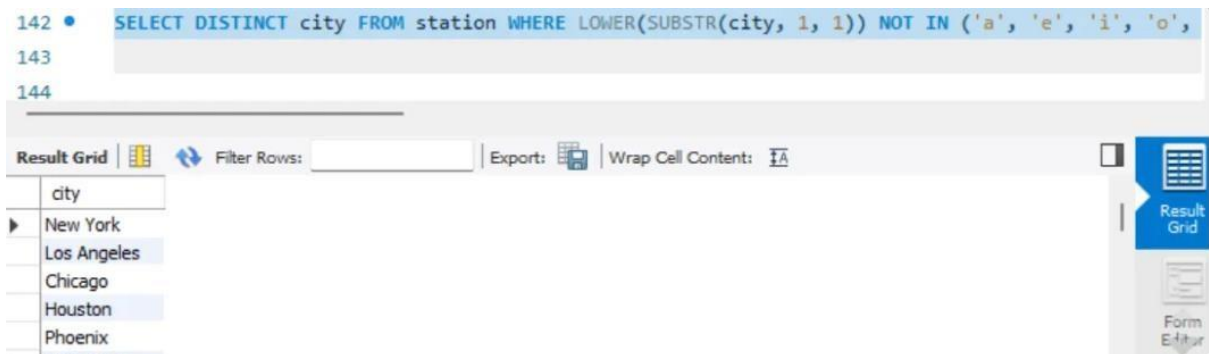 142 SELECT DISTINCT city FROM station WHERE LOWER(SUBSTR(city, 1, 1)) NOT IN ('a', 'e', 'i', 'o',
143
144
Result Grid Filter Rows: Export: Wrap Cell Content: IA
city
New York
Los Angeles
Chicago
Houston
Phoenix
Result
Grid
Form
Editor